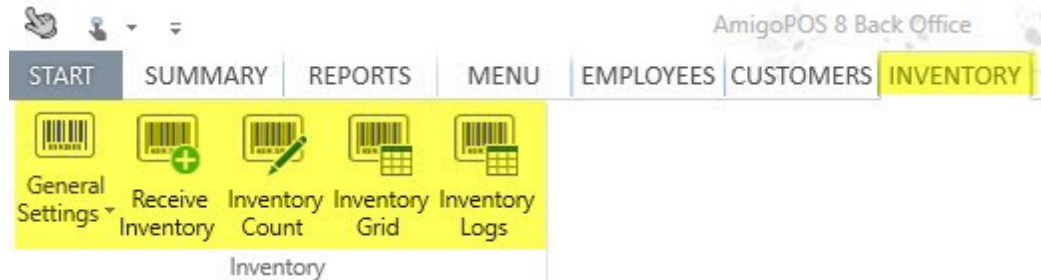 AmigoPOS 8 Back Office
START SUMMARY REPORTS MENU EMPLOYEES CUSTOMERS INVENTORY
General Settings
Receive Inventory
Inventory Count
Inventory Grid
Inventory Logs
Inventory